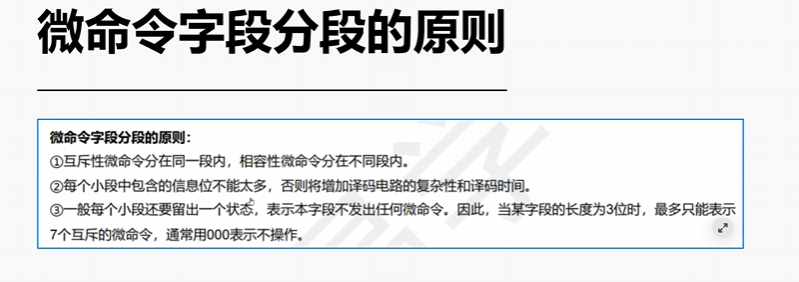 微命令字段分段的原则
微命令字段分段的原则：
①互斥性微命令分在同一段内，相容性微命令分在不同段内。
②每个小段中包含的信息位不能太多，否则将增加译码电路的复杂性和译码时间。
③一般每个小段还要留出一个状态，表示本字段不发出任何微命令。因此，当某字段的长度为3位时，最多只能表示
7个互斥的微命令，通常用000表示不操作。